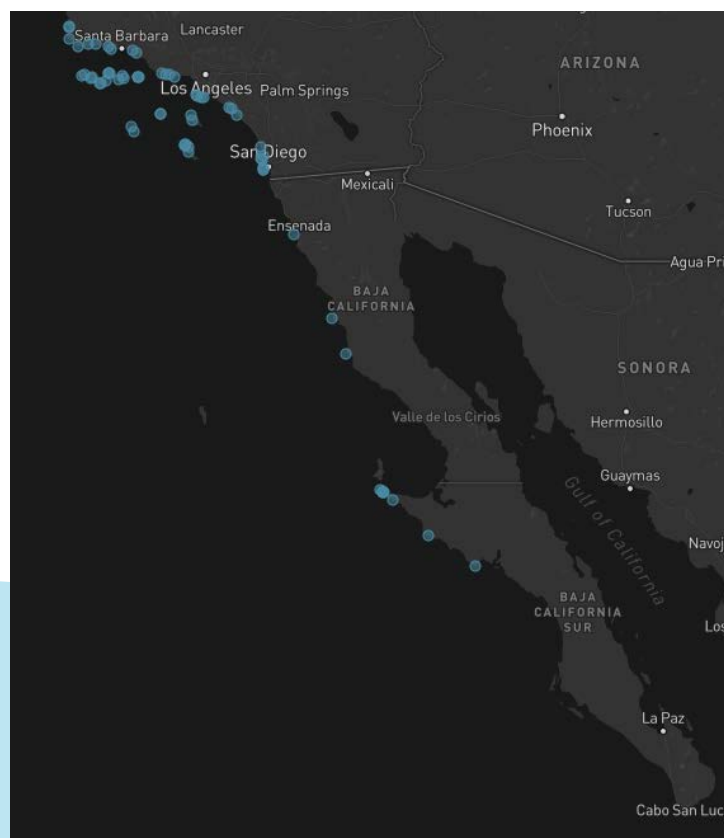 Lancaster
Santa Barbara
ARIZONA
Los Angeles
Palm Springs
Phoenix
San Diego
Mexicali
Tucson
Ensenada
Agua Pri
BAJA
CALIFORNIA
SONORA
Valle de los Cirios
Hermosillo
Guaymas
Gulf of California
Navoj
BAJA
CALIFORNIA
SUR
Los
La Paz
Cabo San Luc